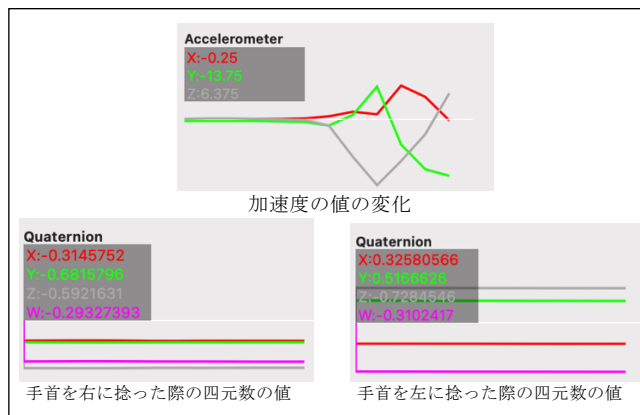 Accelerometer
X:-0.25
Y:-13.75
Z:6.375
加速度の値の変化
Quaternion
X:-0.3145752
Y:-0.6815796
Z:-0.5921631
W:-0.29327393
手首を右に捻った際の四元数の値
Quaternion
X:0.32580566
Y:0.5166626
Z:-0.7284546
W:-0.3102417
手首を左に捻った際の四元数の値